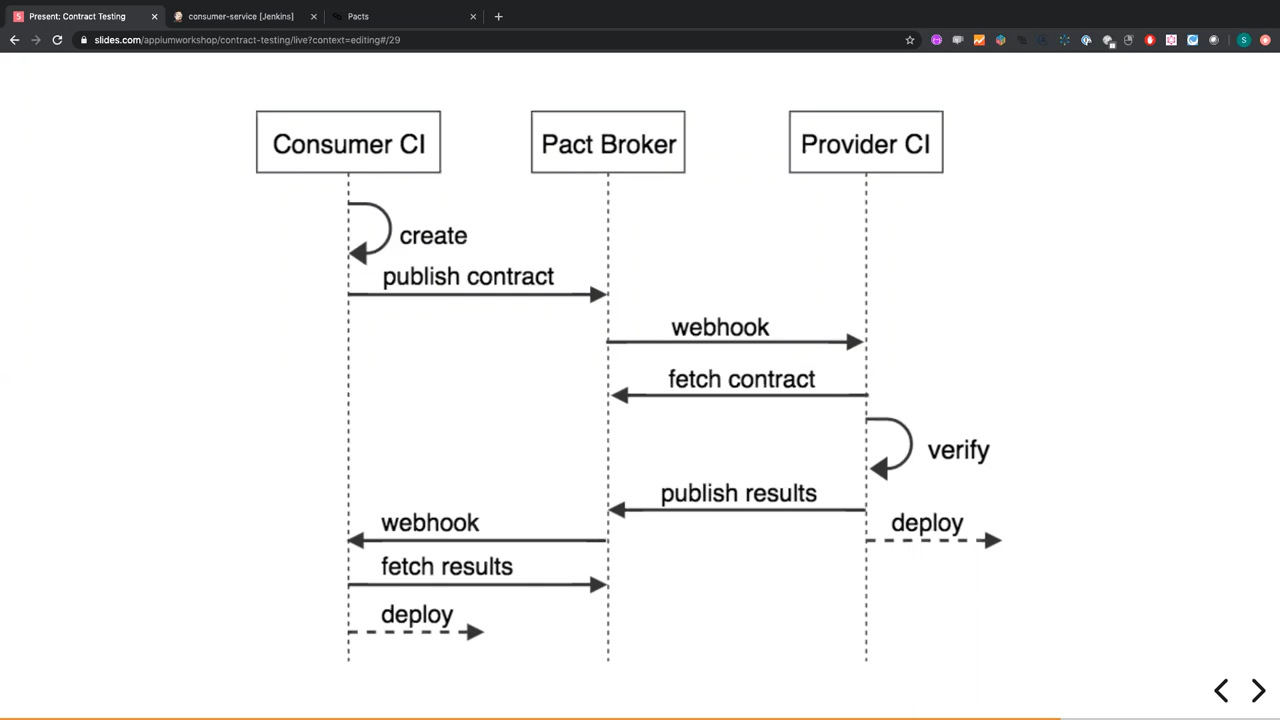 Present: Contract Testing
consumer-service [Jenkins]
Pacts
slides.com/appiumworkshop/contract-testing/live?context=editing#/29
S
Consumer CI
Pact Broker
Provider CI
create
publish contract
webhook
fetch contract
verify
publish results
webhook
deploy
fetch results
deploy